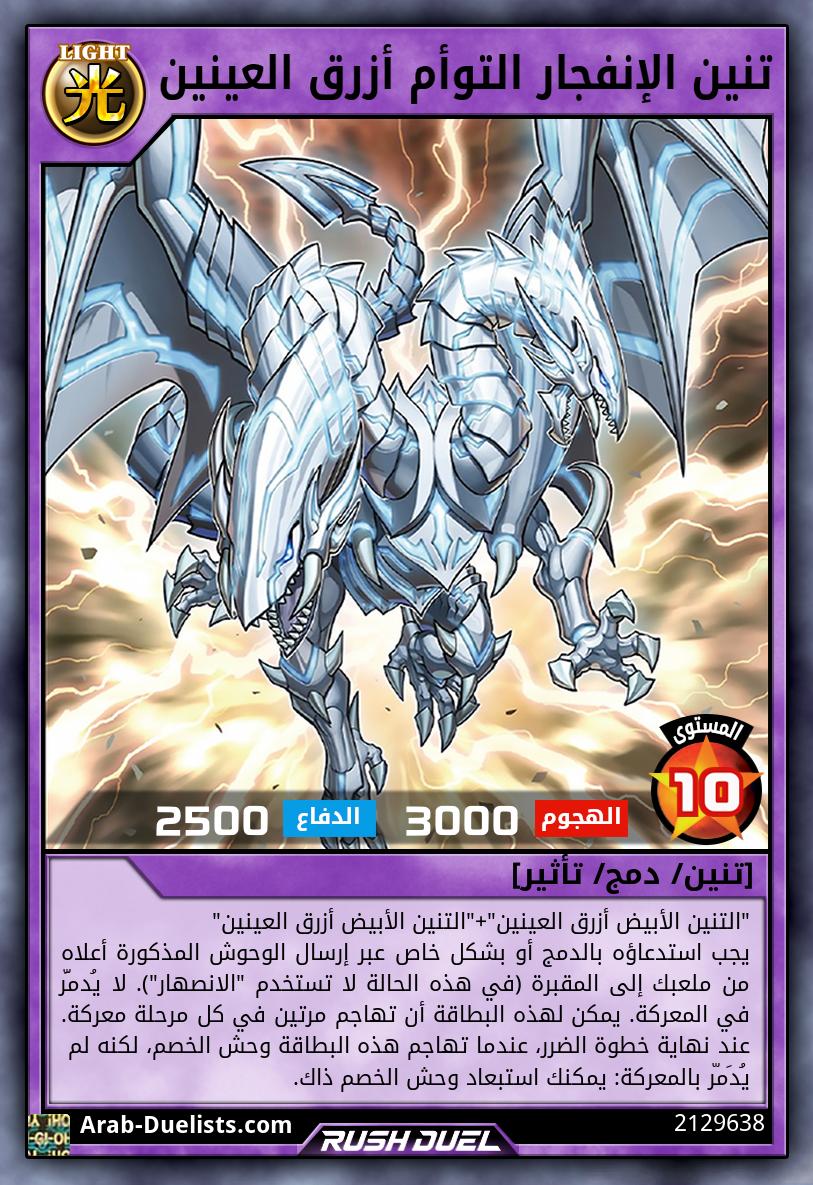 LIGHT
光
تنين الإنفجار التوأم أزرق العينين
المستوى
10
الهجوم 3000 الدفاع 2500
[تنين/ دمج/ تأثير]
"التنين الأبيض أزرق العينين"+"التنين الأبيض أزرق العينين"
يجب استدعاؤه بالدمج أو بشكل خاص عبر إرسال الوحوش المذكورة أعلاه
من ملعبك إلى المقبرة (في هذه الحالة لا تستخدم "الانصهار"). لا يُدمرّ
في المعركة. يمكن لهذه البطاقة أن تهاجم مرتين في كل مرحلة معركة.
عند نهاية خطوة الضرر، عندما تهاجم هذه البطاقة وحش الخصم، لكنه لم
يُدَمّر بالمعركة: يمكنك استبعاد وحش الخصم ذاك.
Arab-Duelists.com
RUSH DUEL
2129638